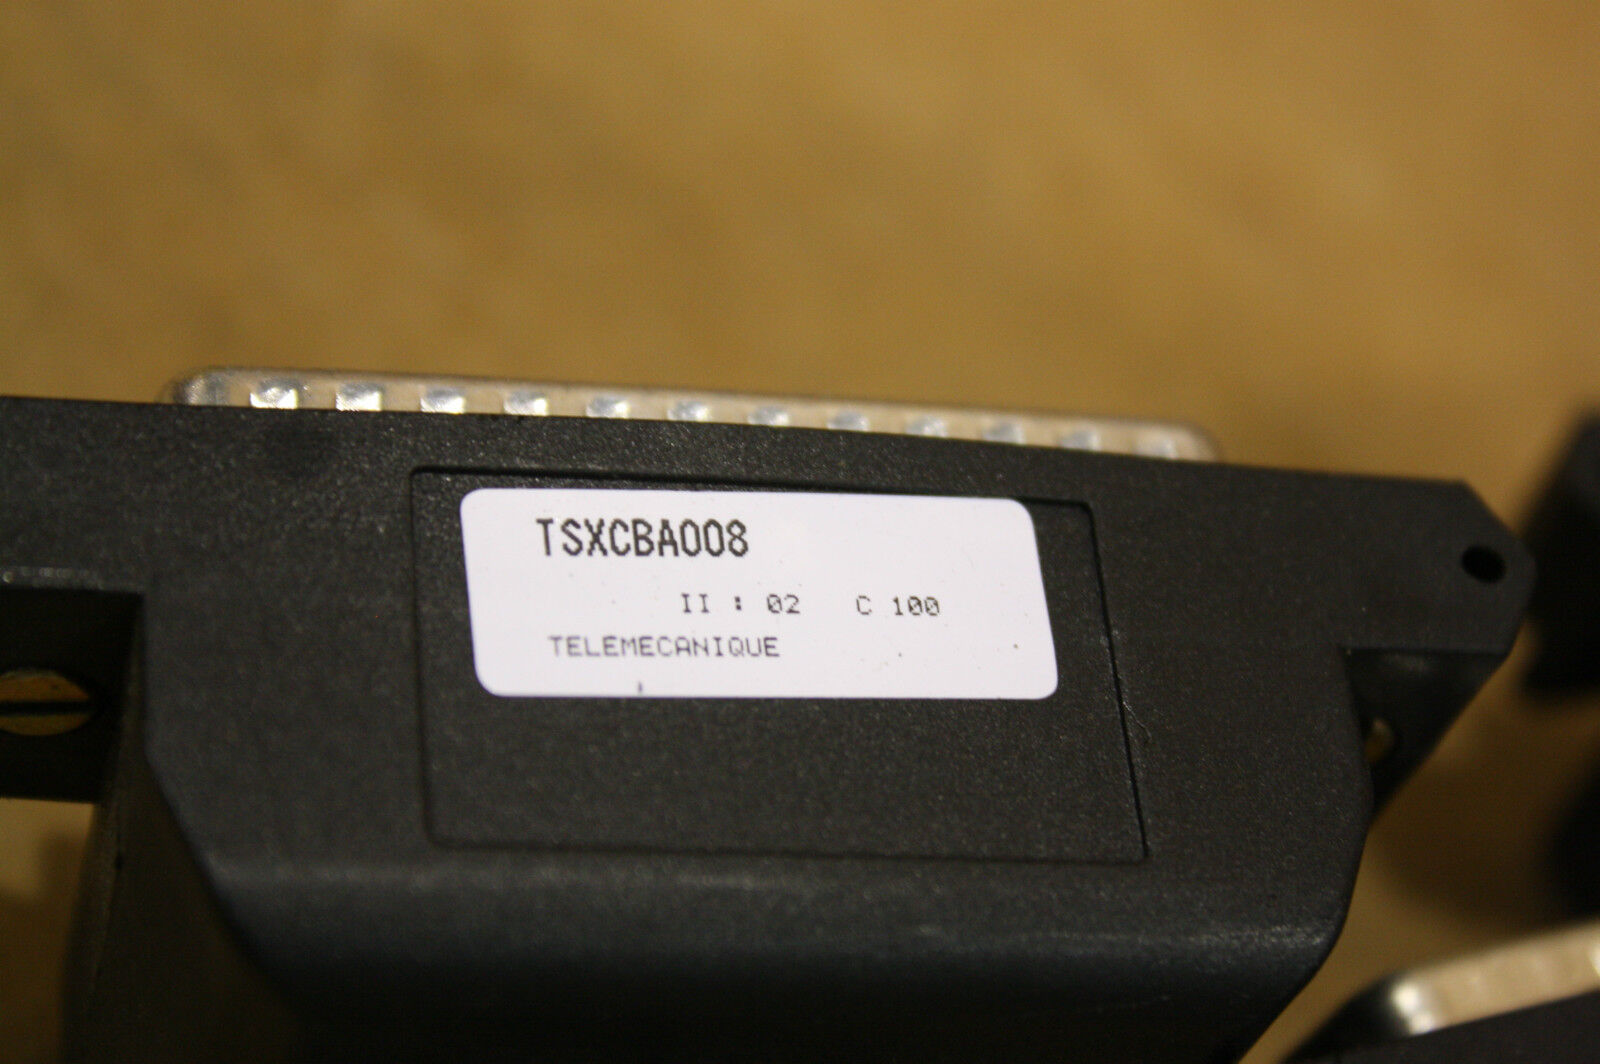 TSXCBA008
II : 02 C 100
TELEMECANIQUE